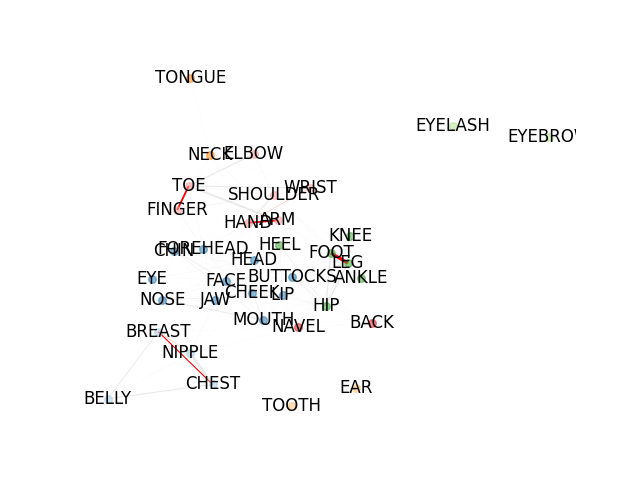 TONGUE
EYELASH
EYEBROW
NECK
ELBOW
TOE
WRIST
SHOULDER
FINGER
HAND
ARM
KNEE
HEEL
FOREHEAD
CHIN
FOOT
HEAD
LEG
BUTTOCKS
ANKLE
EYE
FACE
CHEEK
LIP
NOSE
JAW
HIP
MOUTH
NAVEL
BACK
BREAST
NIPPLE
CHEST
EAR
BELLY
TOOTH